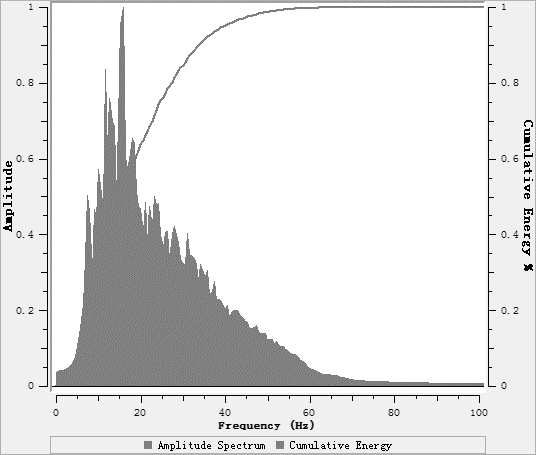 1
0.8
0.6
0.4
0.2
0
Amplitude
1
0.8
0.6
0.4
0.2
0
Cumulative Energy %
0 20 40 60 80 100
Frequency (Hz)
Amplitude Spectrum Cumulative Energy